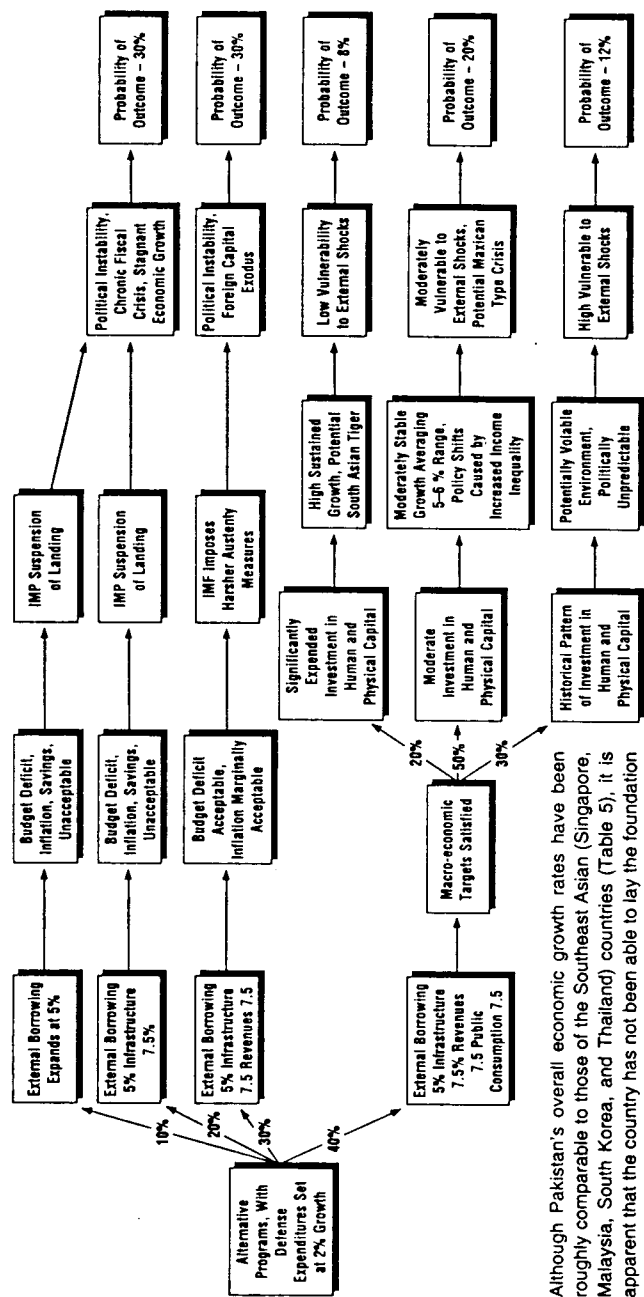 Alternative
Programs, With
Defense
Expenditures Set
at 2% Growth
10%
20%
30%
40%
External Borrowing
Expands at 5%
Budget Deficit,
Inflation, Savings,
Unacceptable
IMP Suspension
of Landing
External Borrowing
5% Infrastructure
7.5%
Budget Deficit,
Inflation, Savings,
Unacceptable
IMP Suspension
of Landing
Political Instability,
Chronic Fiscal
Crisis, Stegnant
Economic Growth
Probability of
Outcome – 30%
External Borrowing
5% Infrastructure
7.5 Revenues 7.5
Budget Deficit
Acceptable,
Inflation Marginally
Acceptable
IMF Imposes
Harsher Austenty
Measures
Political Instability,
Foreign Capital
Exodus
Probability of
Outcome – 30%
External Borrowing
5% Infrastructure
7.5% Revenues
7.5 Public
Consumption 7.5
Macro-economic
Targets Satisfied
20%
50%
30%
Significantly
Expended
Investment in
Human and
Physical Capital
High Sustained
Growth, Potential
South Asian Tiger
Low Vulnerability
to External Shocks
Probability of
Outcome – 8%
Moderate
Investment in
Human and
Physical Capital
Moderately Stable
Growth Averaging
5–6 % Range,
Policy Shifts
Caused by
Increased Income
Inequality
Moderately
Vulnerable to
External Shocks,
Potential Maxican
Type Crisis
Probability of
Outcome – 20%
Historical Pattern
of Investment in
Human and
Physical Capital
Potentially Volable
Environment,
Politically
Unpredictable
High Vulnerable to
External Shocks
Probability of
Outcome – 12%
Although Pakistan's overall economic growth rates have been
roughly comparable to those of the Southeast Asian (Singapore,
Malaysia, South Korea, and Thailand) countries (Table 5), it is
apparent that the country has not been able to lay the foundation